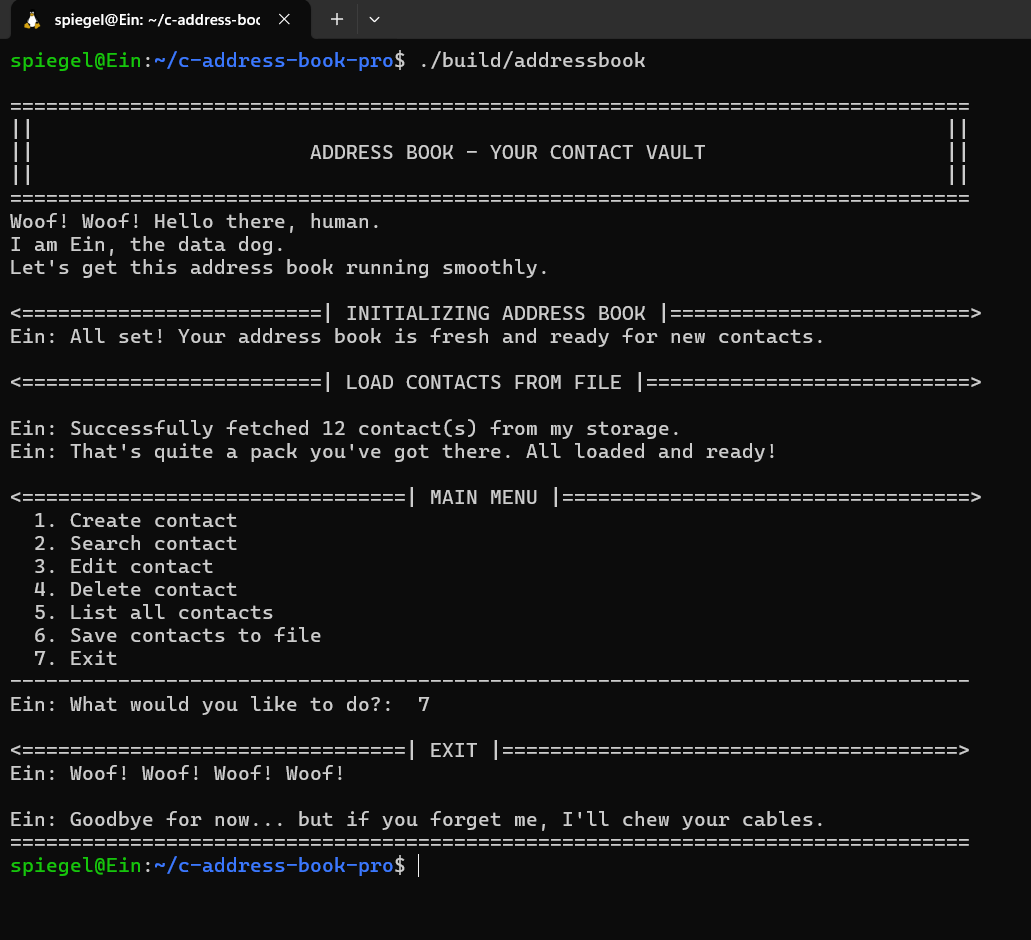 spiegel@Ein: ~/c-address-boo
spiegel@Ein:~/c-address-book-pro$ ./build/addressbook
================================================================================
||                                                                            ||
||                       ADDRESS BOOK - YOUR CONTACT VAULT                    ||
||                                                                            ||
================================================================================
Woof! Woof! Hello there, human.
I am Ein, the data dog.
Let's get this address book running smoothly.
<=========================| INITIALIZING ADDRESS BOOK |=========================>
Ein: All set! Your address book is fresh and ready for new contacts.
<=========================| LOAD CONTACTS FROM FILE |===========================>
Ein: Successfully fetched 12 contact(s) from my storage.
Ein: That's quite a pack you've got there. All loaded and ready!
<================================| MAIN MENU |==================================>
  1. Create contact
  2. Search contact
  3. Edit contact
  4. Delete contact
  5. List all contacts
  6. Save contacts to file
  7. Exit
--------------------------------------------------------------------------------
Ein: What would you like to do?:  7
<================================| EXIT |======================================>
Ein: Woof! Woof! Woof! Woof!
Ein: Goodbye for now... but if you forget me, I'll chew your cables.
================================================================================
spiegel@Ein:~/c-address-book-pro$